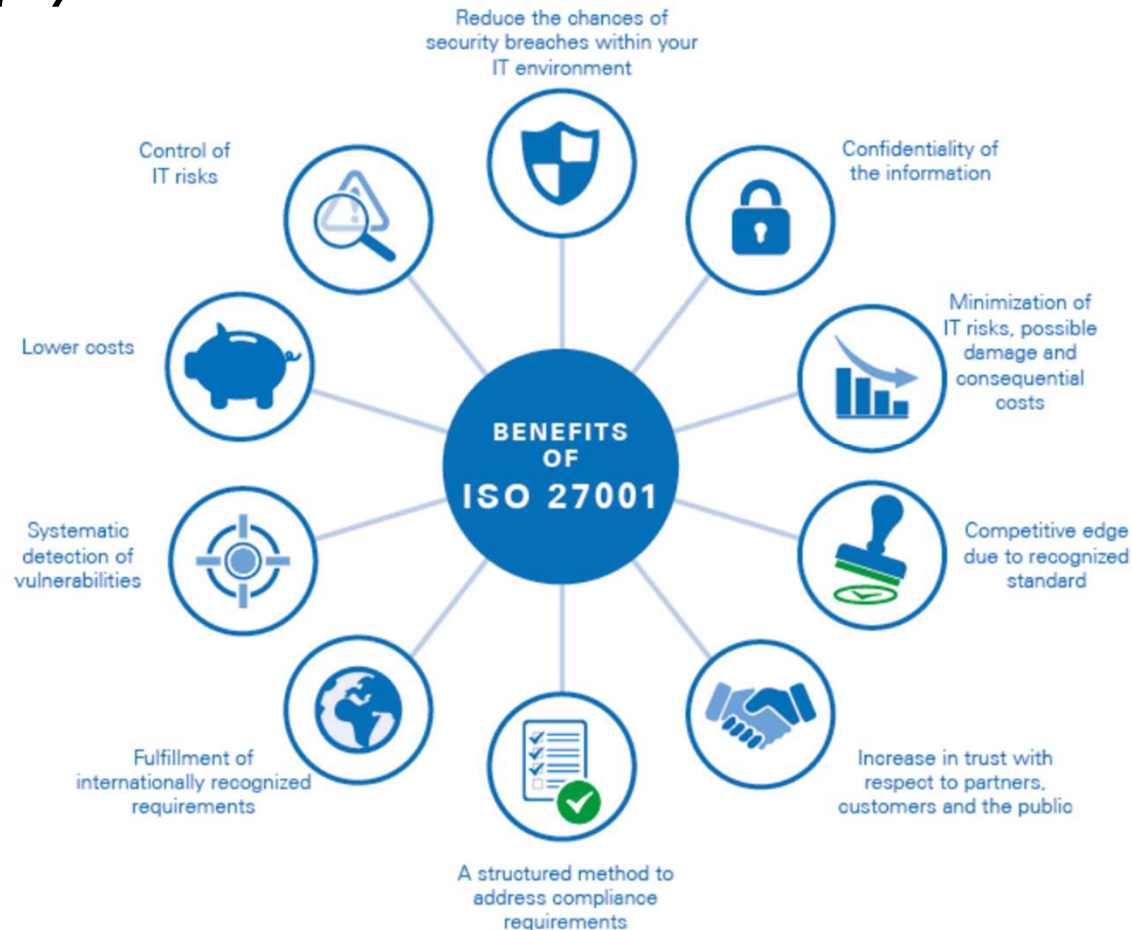 Reduce the chances of
security breaches within your
IT environment
Confidentiality of
the information
Minimization of
IT risks, possible
damage and
consequential
costs
Competitive edge
due to recognized
standard
Increase in trust with
respect to partners,
customers and the public
A structured method to
address compliance
requirements
Fulfillment of
internationally recognized
requirements
Systematic
detection of
vulnerabilities
Lower costs
Control of
IT risks
BENEFITS
OF
ISO 27001